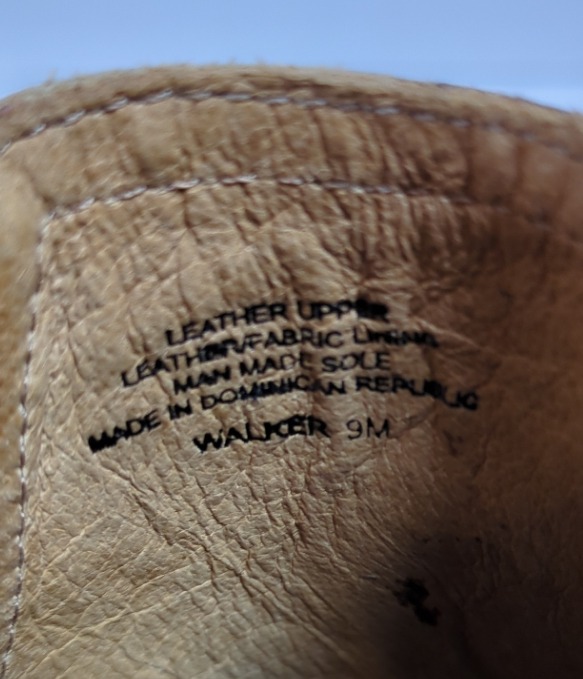 LEATHER UPPER
LEATHER/FABRIC LINING
MAN MADE SOLE
MADE IN DOMINICAN REPUBLIC
WALKER 9M